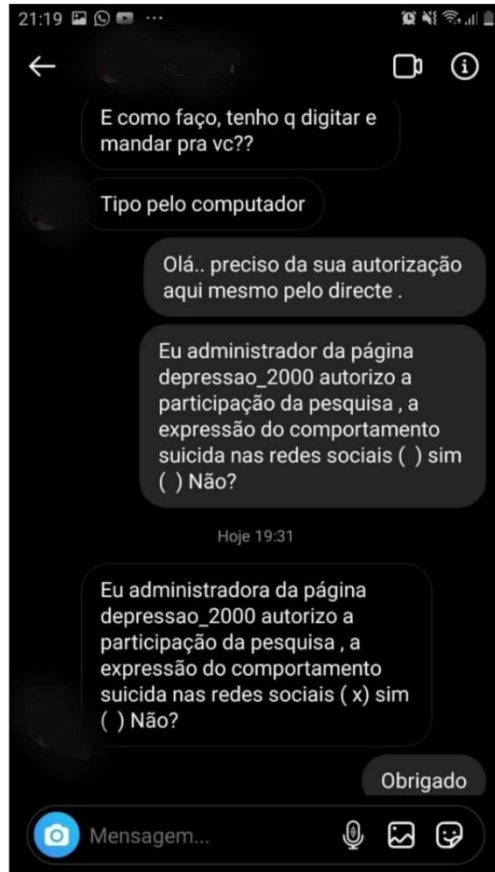 21:19
E como faço, tenho q digitar e
mandar pra vc??
Tipo pelo computador
Olá.. preciso da sua autorização
aqui mesmo pelo directe .
Eu administrador da página
depressao_2000 autorizo a
participação da pesquisa , a
expressão do comportamento
suicida nas redes sociais ( ) sim
( ) Não?
Hoje 19:31
Eu administradora da página
depressao_2000 autorizo a
participação da pesquisa , a
expressão do comportamento
suicida nas redes sociais ( x) sim
( ) Não?
Obrigado
Mensagem...